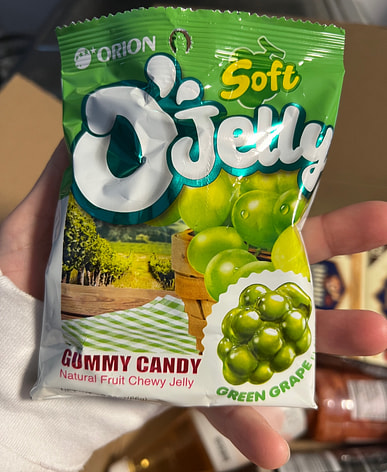 ORION
Soft
O'Jelly
GUMMY CANDY
Natural Fruit Chewy Jelly
GREEN GRAPE